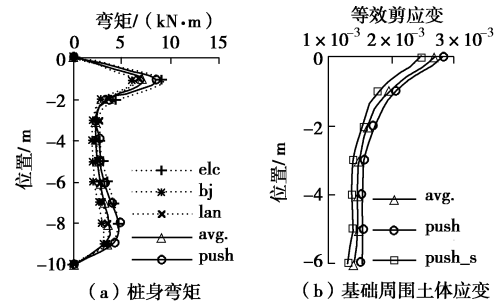 弯矩/(kN·m)
0 5 10 15
0
−2
−4
−6
−8
−10
位置/m
elc
bj
lan
avg.
push
(a) 桩身弯矩
等效剪应变
1×10⁻³ 2×10⁻³ 3×10⁻³
0
−2
−4
−6
位置/m
avg.
push
push_s
(b) 基础周围土体应变